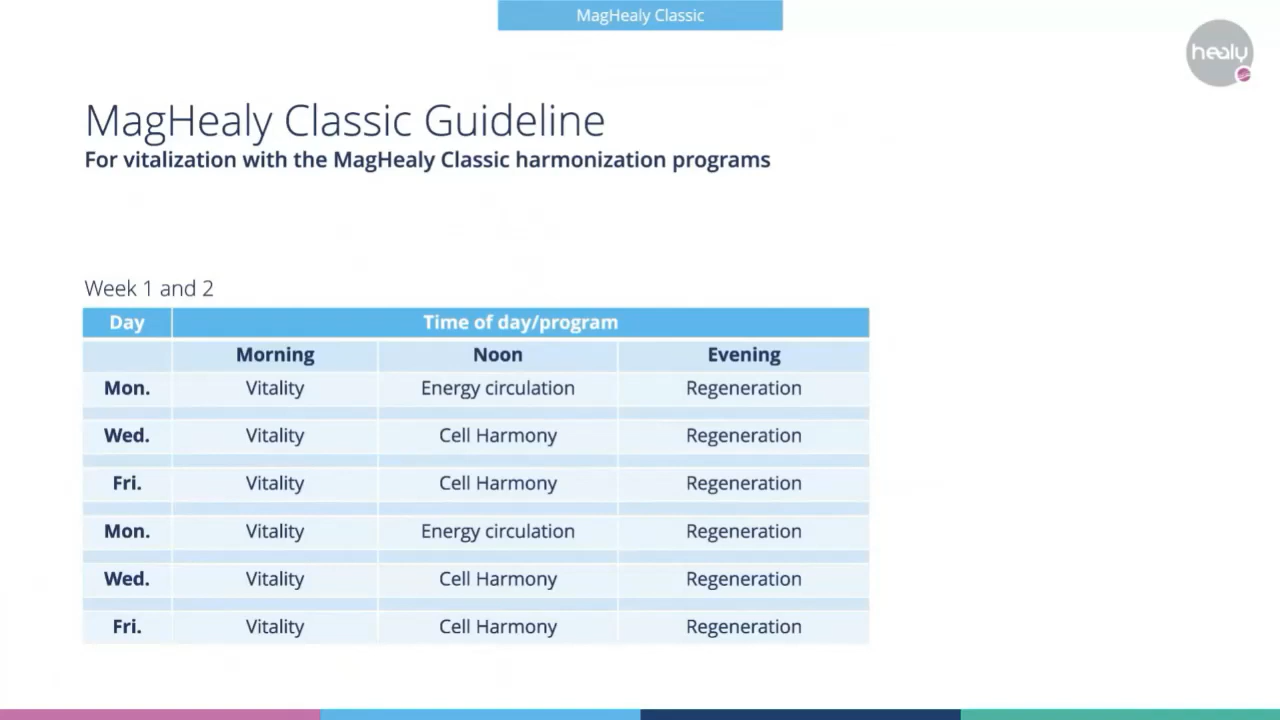 MagHealy Classic
healy
MagHealy Classic Guideline
For vitalization with the MagHealy Classic harmonization programs
Week 1 and 2
Day Time of day/program
Morning Noon Evening
Mon. Vitality Energy circulation Regeneration
Wed. Vitality Cell Harmony Regeneration
Fri. Vitality Cell Harmony Regeneration
Mon. Vitality Energy circulation Regeneration
Wed. Vitality Cell Harmony Regeneration
Fri. Vitality Cell Harmony Regeneration